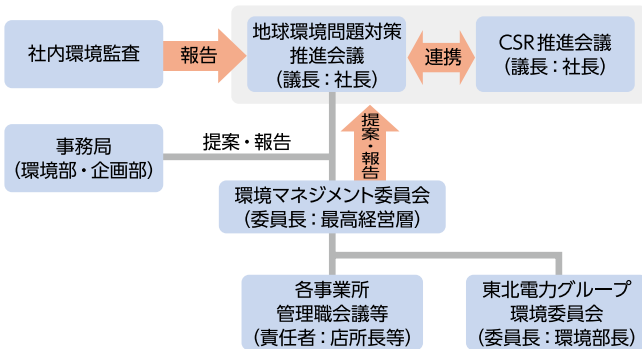 社内環境監査
報告
地球環境問題対策
推進会議
(議長：社長)
連携
CSR推進会議
(議長：社長)
事務局
(環境部・企画部)
提案・報告
提案・報告
環境マネジメント委員会
(委員長：最高経営層)
各事業所
管理職会議等
(責任者：店所長等)
東北電力グループ
環境委員会
(委員長：環境部長)